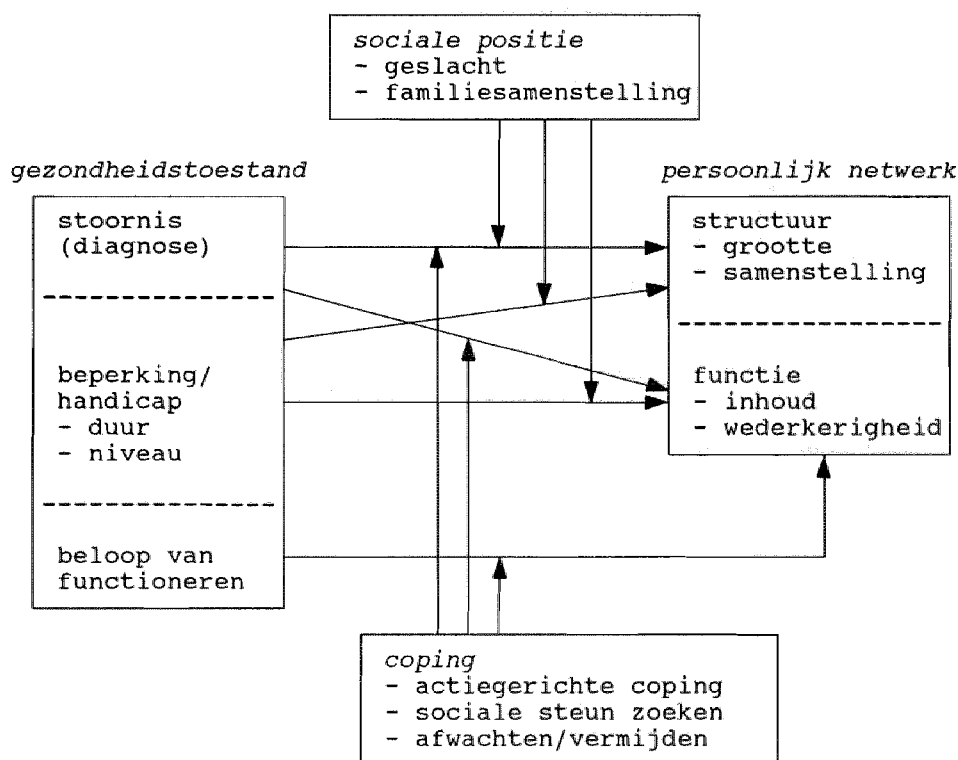 sociale positie
- geslacht
- familiesamenstelling
gezondheidstoestand
persoonlijk netwerk
stoornis
(diagnose)
beperking/
handicap
- duur
- niveau
beloop van
functioneren
structuur
- grootte
- samenstelling
functie
- inhoud
- wederkerigheid
coping
- actiegerichte coping
- sociale steun zoeken
- afwachten/vermijden